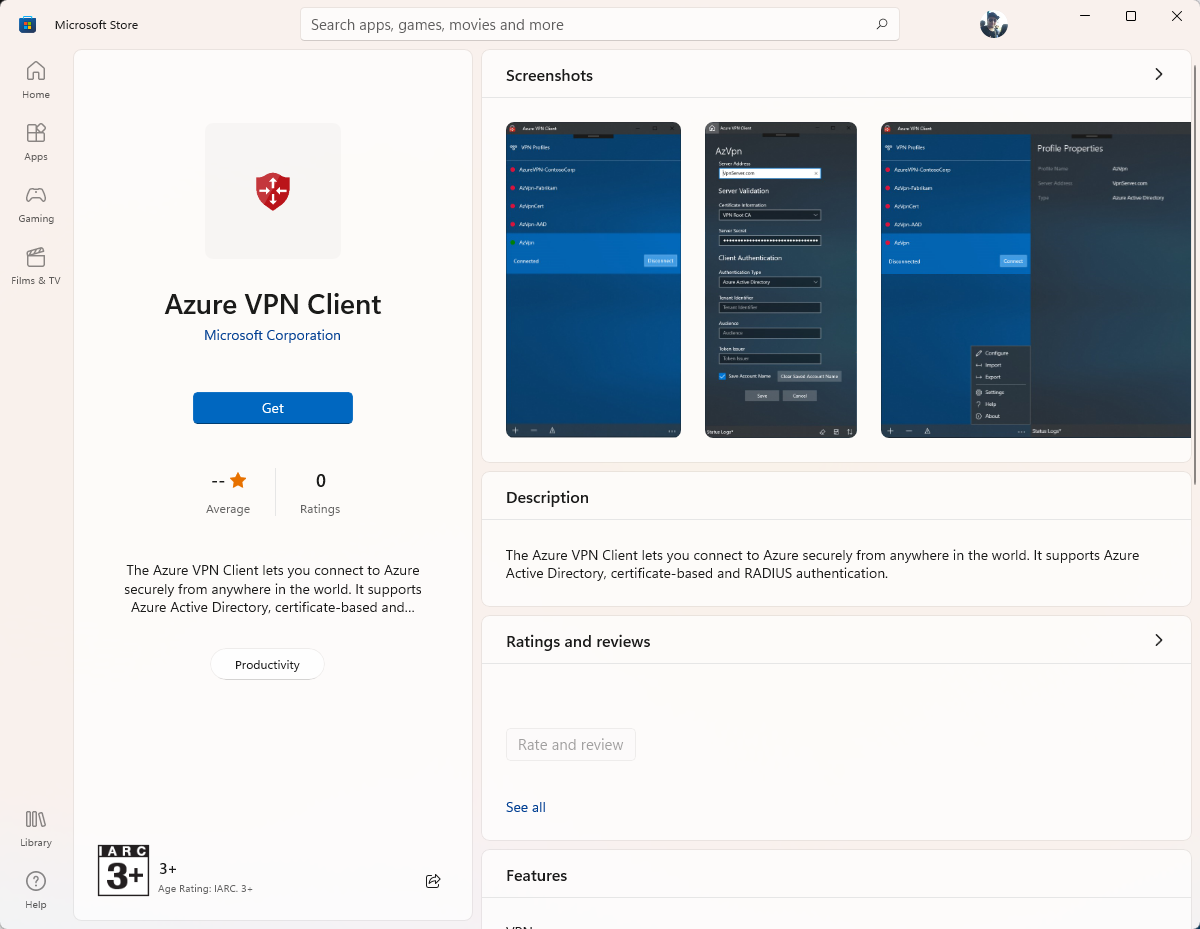 Microsoft Store
Search apps, games, movies and more
Home
Apps
Gaming
Films & TV
Library
Help
Azure VPN Client
Microsoft Corporation
Get
--
Average
0
Ratings
The Azure VPN Client lets you connect to Azure
securely from anywhere in the world. It supports
Azure Active Directory, certificate-based and...
Productivity
IARC
3+
3+
Age Rating: IARC. 3+
Screenshots
Azure VPN Client
VPN Profiles
AzureVPN-ContosoCorp
AzVpn-Fabrikam
AzVpnCert
AzVpn-AAD
AzVpn
Connected
Disconnect
Azure VPN Client
AzVpn
Server Address
VpnServer.com
Server Validation
Certificate Information:
VPN Root CA
Server Secret
Client Authentication
Authentication Type
Azure Active Directory
Tenant Identifier
Tenant Identifier
Audience
Audience
Token Issuer
Token Issuer
Save Account Name
Clear Saved Account Name
Save
Cancel
Status Logs^
Azure VPN Client
VPN Profiles
AzureVPN-ContosoCorp
AzVpn-Fabrikam
AzVpnCert
AzVpn-AAD
AzVpn
Disconnected
Connect
Configure
Import
Export
Settings
Help
About
Profile Properties
Profile Name
AzVpn
Server Address
VpnServer.com
Type
Azure Active Directory
Status Logs^
Description
The Azure VPN Client lets you connect to Azure securely from anywhere in the world. It supports Azure
Active Directory, certificate-based and RADIUS authentication.
Ratings and reviews
Rate and review
See all
Features
VPN